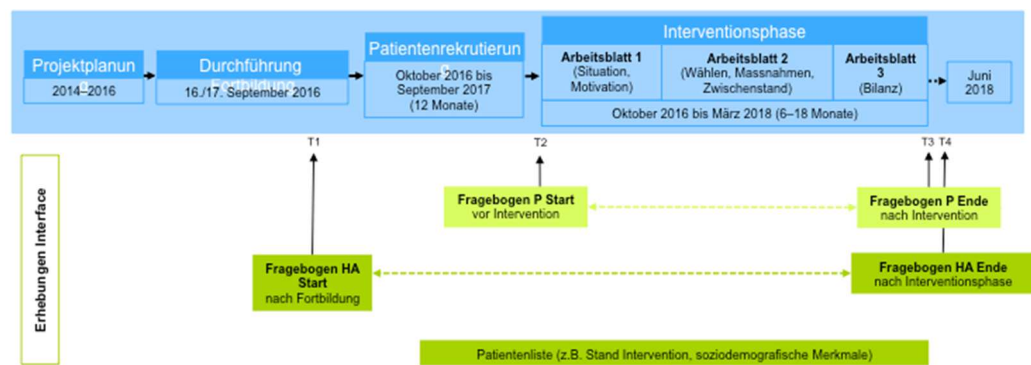 Projektplanun
g
2014–2016
Durchführung
Fortbildung
16./17. September 2016
Patientenrekrutierun
g
Oktober 2016 bis
September 2017
(12 Monate)
Interventionsphase
Arbeitsblatt 1
(Situation,
Motivation)
Arbeitsblatt 2
(Wählen, Massnahmen,
Zwischenstand)
Arbeitsblatt
3
(Bilanz)
Oktober 2016 bis März 2018 (6–18 Monate)
Juni
2018
T1
T2
T3 T4
Erhebungen Interface
Fragebogen P Start
vor Intervention
Fragebogen P Ende
nach Intervention
Fragebogen HA
Start
nach Fortbildung
Fragebogen HA Ende
nach Interventionsphase
Patientenliste (z.B. Stand Intervention, soziodemografische Merkmale)